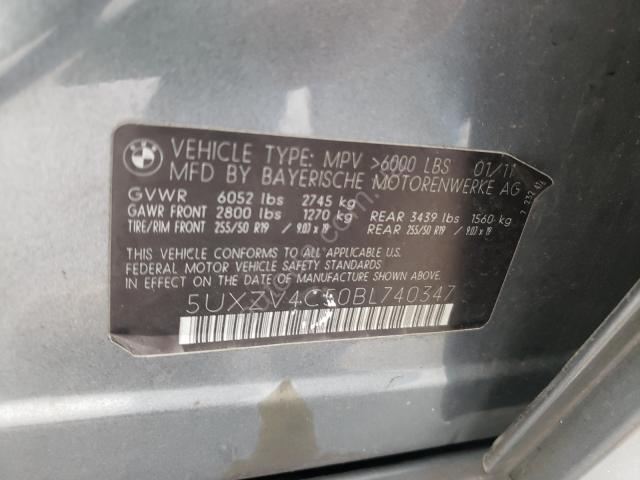 VEHICLE TYPE: MPV >6000 LBS 01/11
MFD BY BAYERISCHE MOTORENWERKE AG
GVWR 6052 lbs 2745 kg
GAWR FRONT 2800 lbs 1270 kg REAR 3439 lbs 1560 kg
TIRE/RIM FRONT 255/50 R19 / 9.0J x 19 REAR 255/50 R19 / 9.0J x 19
THIS VEHICLE CONFORMS TO ALL APPLICABLE U.S.
FEDERAL MOTOR VEHICLE SAFETY STANDARDS
IN EFFECT ON THE DATE OF MANUFACTURE SHOWN ABOVE.
5UXZV4C50BL740347